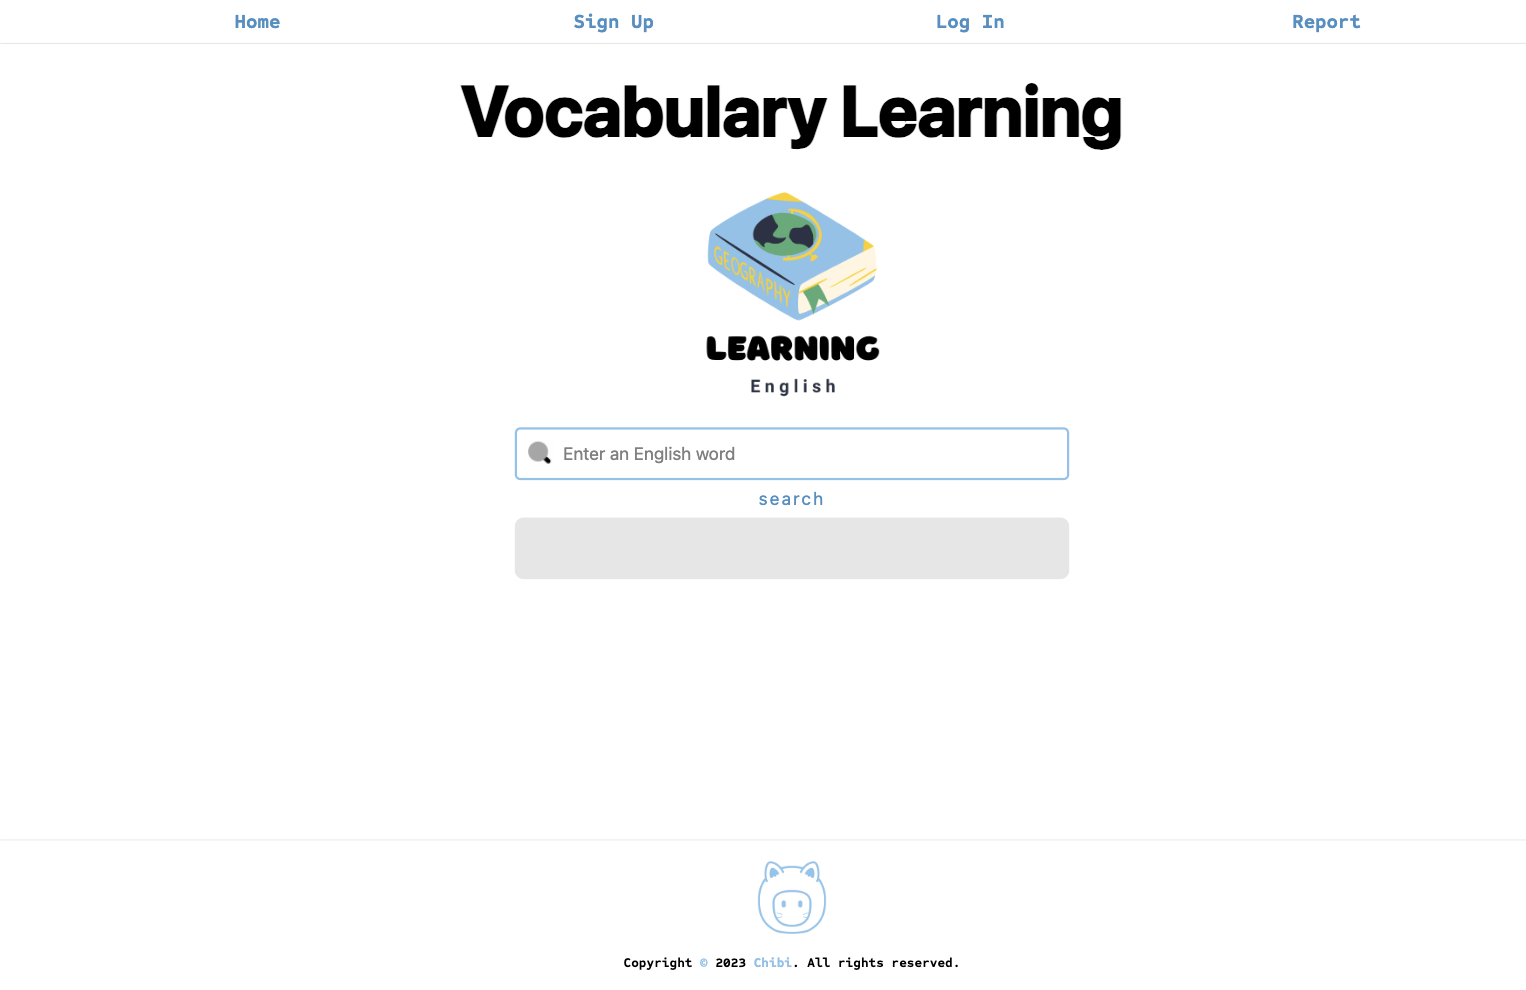 Home Sign Up Log In Report
Vocabulary Learning
GEOGRAPHY
LEARNING
English
Enter an English word
search
Copyright © 2023 Chibi. All rights reserved.